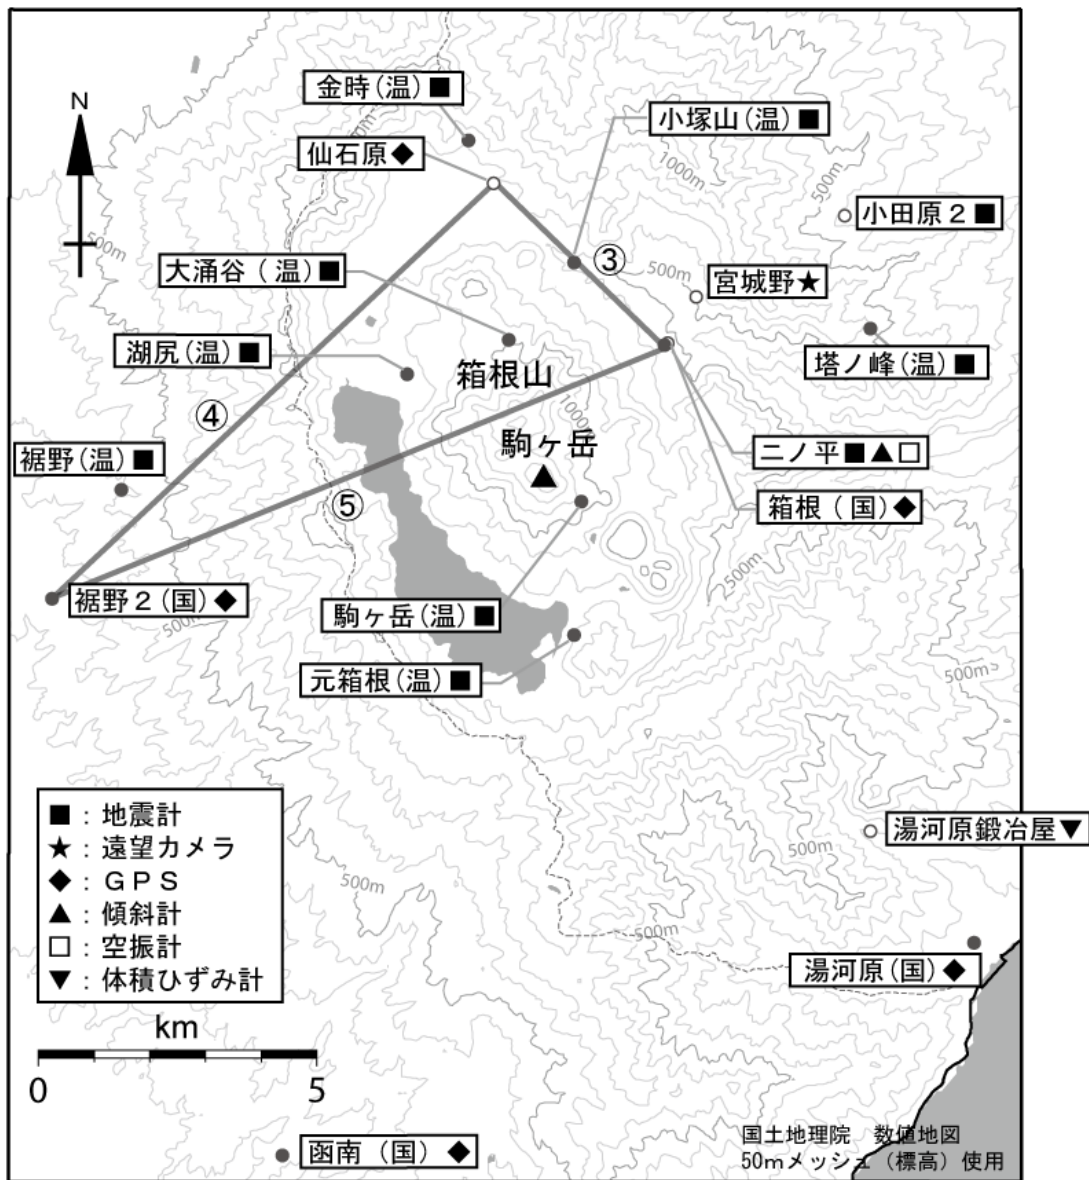 金時(温)■
小塚山(温)■
N
500m
仙石原◆
1000m
500m
小田原2■
500m
大涌谷(温)■
③
500m
宮城野★
湖尻(温)■
箱根山
塔ノ峰(温)■
④
1000m
駒ヶ岳
▲
裾野(温)■
二ノ平■▲□
⑤
箱根(国)◆
500m
裾野2(国)◆
500m
駒ヶ岳(温)■
元箱根(温)■
500m
■:地震計
★:遠望カメラ
◆:GPS
▲:傾斜計
□:空振計
▼:体積ひずみ計
湯河原鍛冶屋▼
500m
500m
500m
湯河原(国)◆
km
0 5
国土地理院 数値地図
50mメッシュ(標高)使用
函南(国)◆